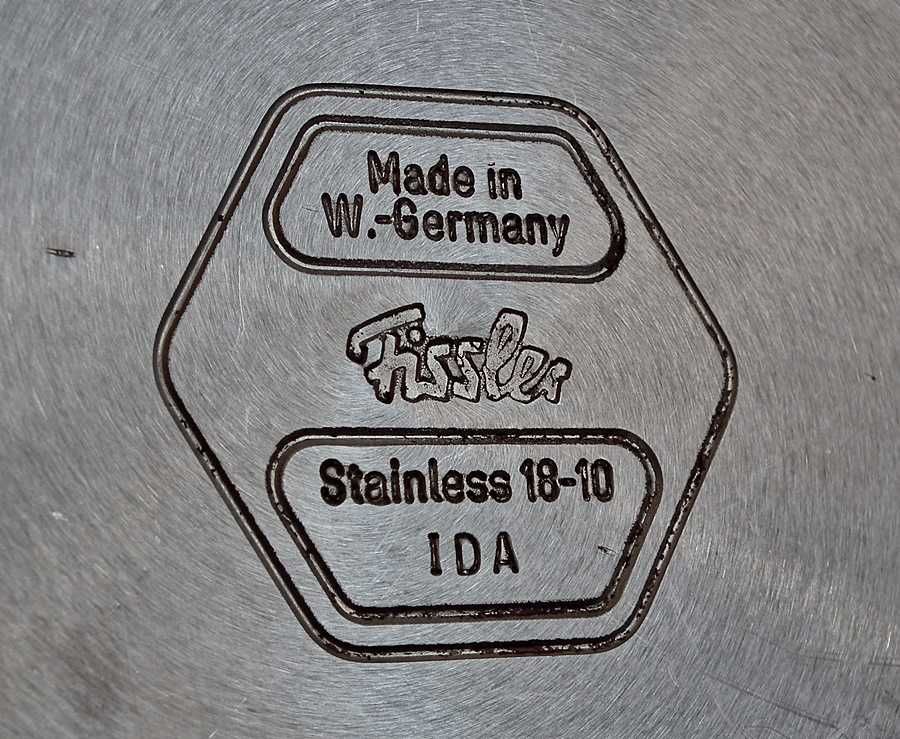 Made in
W.-Germany
Fissler
Stainless 18-10
IDA